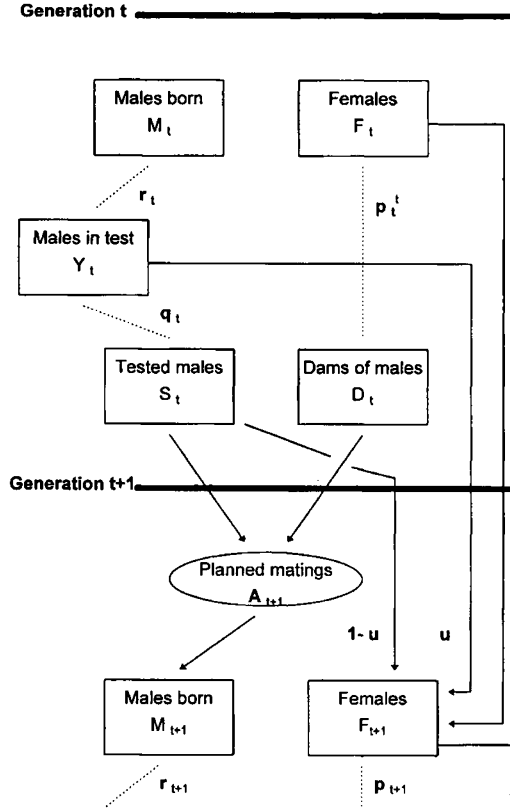 Generation t
Males born
M t
Females
F t
r t
p t t
Males in test
Y t
q t
Tested males
S t
Dams of males
D t
Generation t+1
Planned matings
A t+1
1- u
u
Males born
M t+1
Females
F t+1
r t+1
p t+1